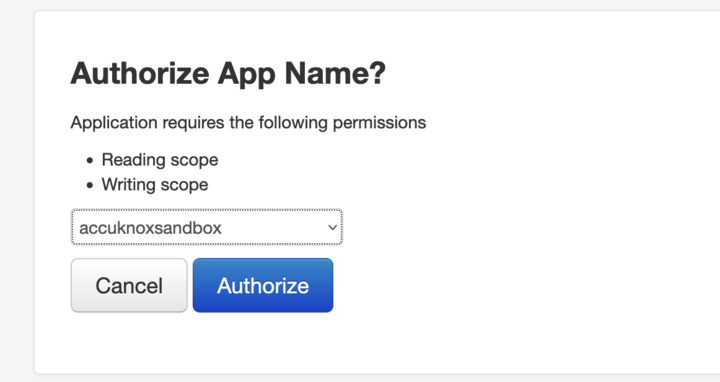 Authorize App Name?
Application requires the following permissions
Reading scope
Writing scope
accuknoxsandbox
Cancel Authorize